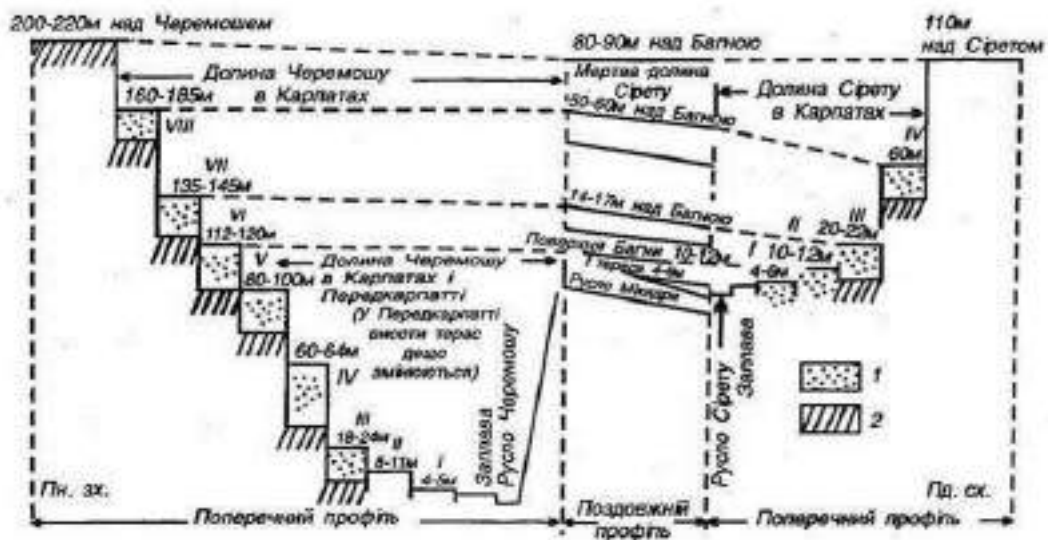 200-220м над Черемошем
80-90м над Багною
110м
над Сіретом
Долина Черемошу
в Карпатах
Мертва долина
Сірету
Долина Сірету
в Карпатах
160-185м
VIII
50-60м над Багною
IV
60м
VII
135-145м
14-17м над Багною
III
20-22м
II
VI
112-120м
Поверхня Багни 10-12м
I
10-12м
V
80-100м
Долина Черемошу
в Карпатах і
Передкарпатті
(У Передкарпатті
висоти терас
дещо
змінюються)
I тераса 4-6м
4-6м
Русло Міхідри
60-64м
IV
III
18-24м
II
8-11м
I
4-5м
Заплава
Русло Черемошу
Русло Сірету
Заплава
1
2
Пн. зх.
Пд. сх.
Поперечний профіль
Поздовжній
профіль
Поперечний профіль